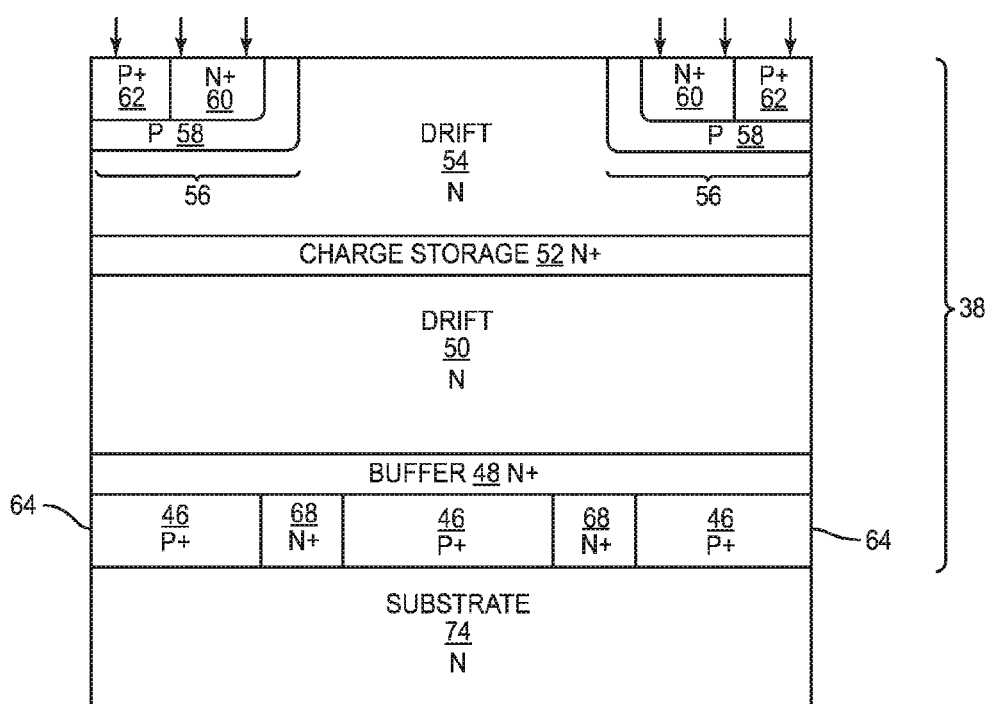 P+ N+ N+ P+
62 60 60 62
P 58 DRIFT P 58
54
56 N 56
CHARGE STORAGE 52 N+
DRIFT
50
N
38
BUFFER 48 N+
64 46 68 46 68 46 64
P+ N+ P+ N+ P+
SUBSTRATE
74
N